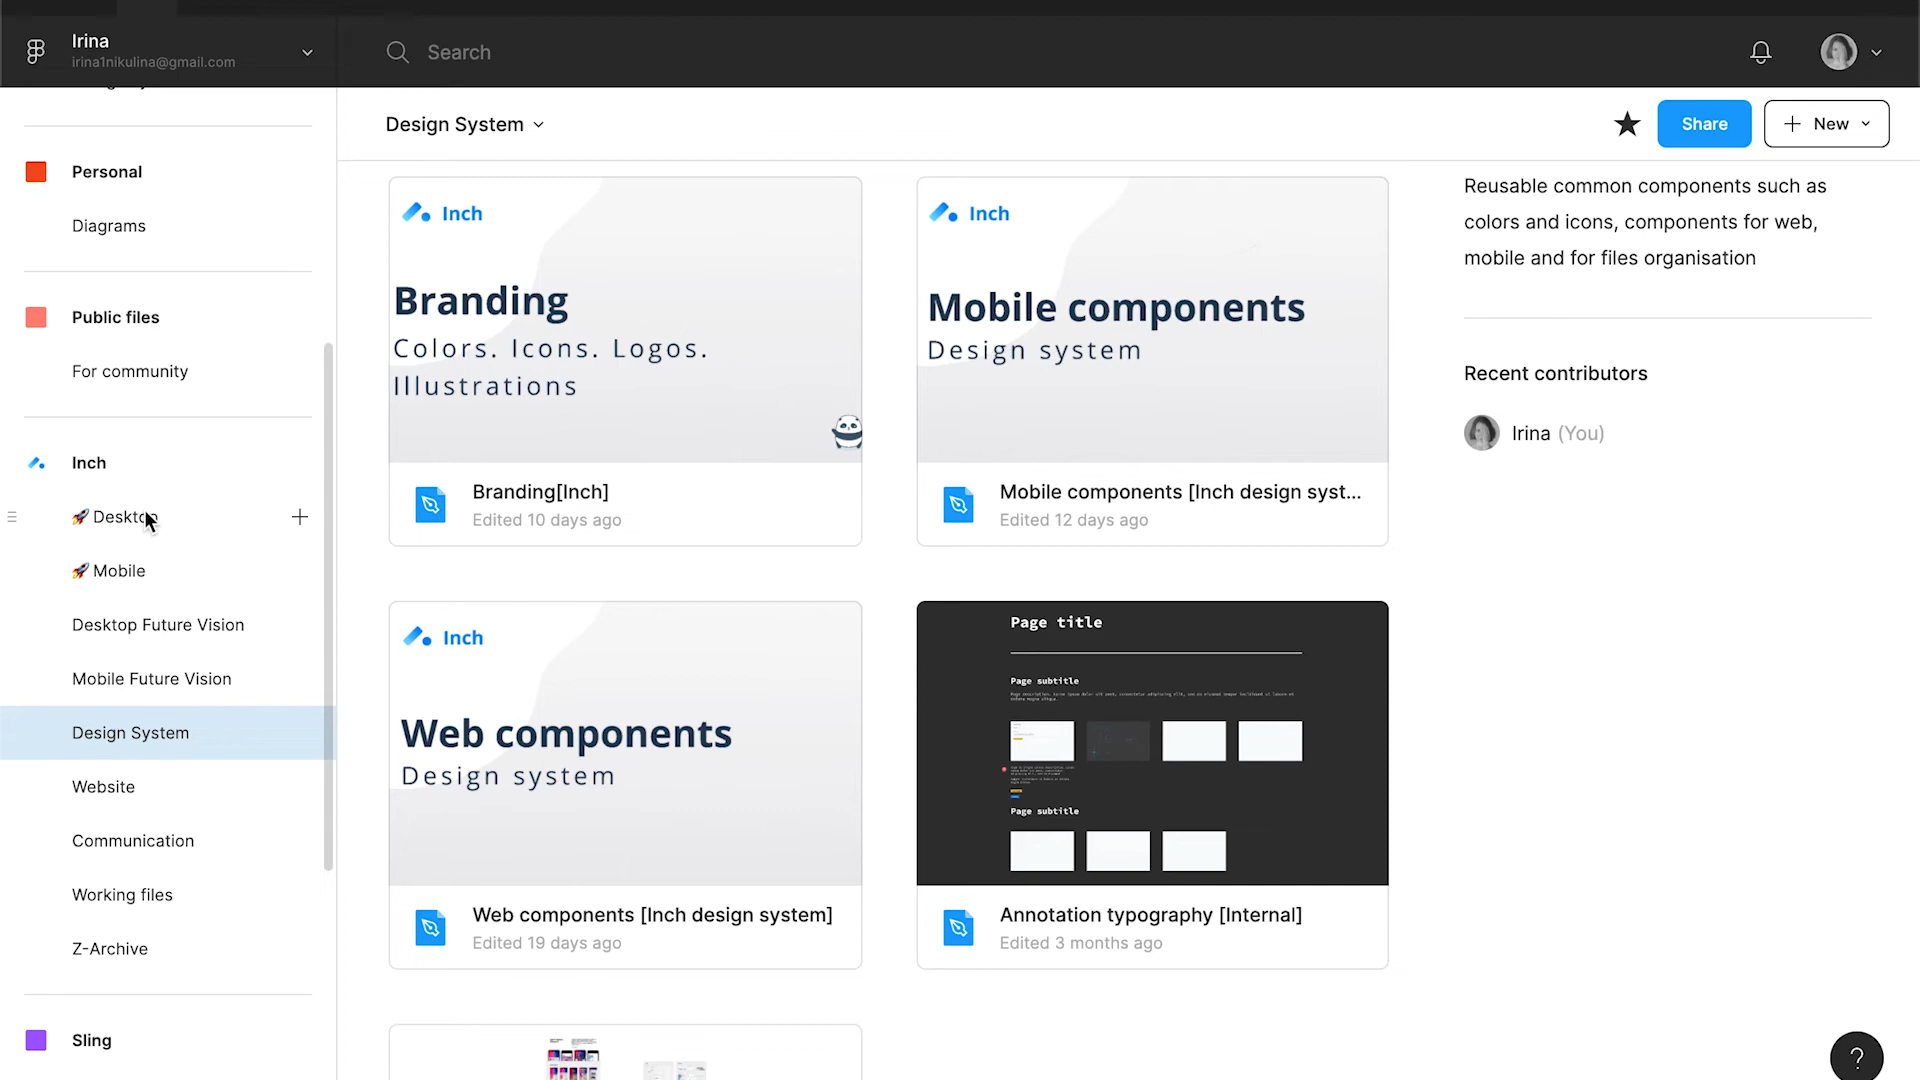 Irina
irina1nikulina@gmail.com
Search
Design System
Share
New
Personal
Diagrams
Public files
For community
Inch
🚀 Desktop
🚀 Mobile
Desktop Future Vision
Mobile Future Vision
Design System
Website
Communication
Working files
Z-Archive
Sling
Inch
Branding
Colors. Icons. Logos.
Illustrations
Branding[Inch]
Edited 10 days ago
Inch
Mobile components
Design system
Mobile components [Inch design syst...
Edited 12 days ago
Inch
Web components
Design system
Web components [Inch design system]
Edited 19 days ago
Page title
Page subtitle
Page subtitle
Annotation typography [Internal]
Edited 3 months ago
Reusable common components such as
colors and icons, components for web,
mobile and for files organisation
Recent contributors
Irina (You)
?